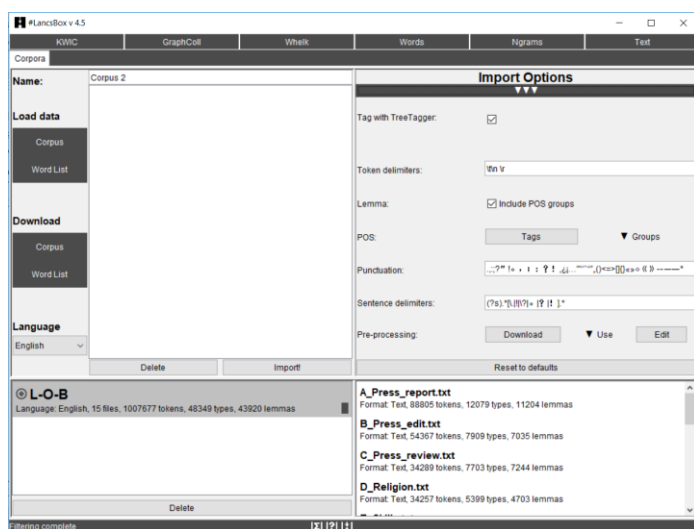 #LancsBox v 4.5
KWIC GraphColl Whelk Words Ngrams Text
Corpora
Name:
Corpus 2
Load data
Corpus
Word List
Download
Corpus
Word List
Language
English
Delete Import!
Import Options
▼▼▼
Tag with TreeTagger:
Token delimiters:
\t\n \r
Lemma:
Include POS groups
POS:
Tags ▼ Groups
Punctuation:
Sentence delimiters:
Pre-processing:
Download ▼ Use Edit
Reset to defaults
L-O-B
Language: English, 15 files, 1007677 tokens, 48349 types, 43920 lemmas
Delete
A_Press_report.txt
Format: Text, 88805 tokens, 12079 types, 11204 lemmas
B_Press_edit.txt
Format: Text, 54367 tokens, 7909 types, 7035 lemmas
C_Press_review.txt
Format: Text, 34289 tokens, 7703 types, 7244 lemmas
D_Religion.txt
Format: Text, 34257 tokens, 5399 types, 4703 lemmas
Filtering complete